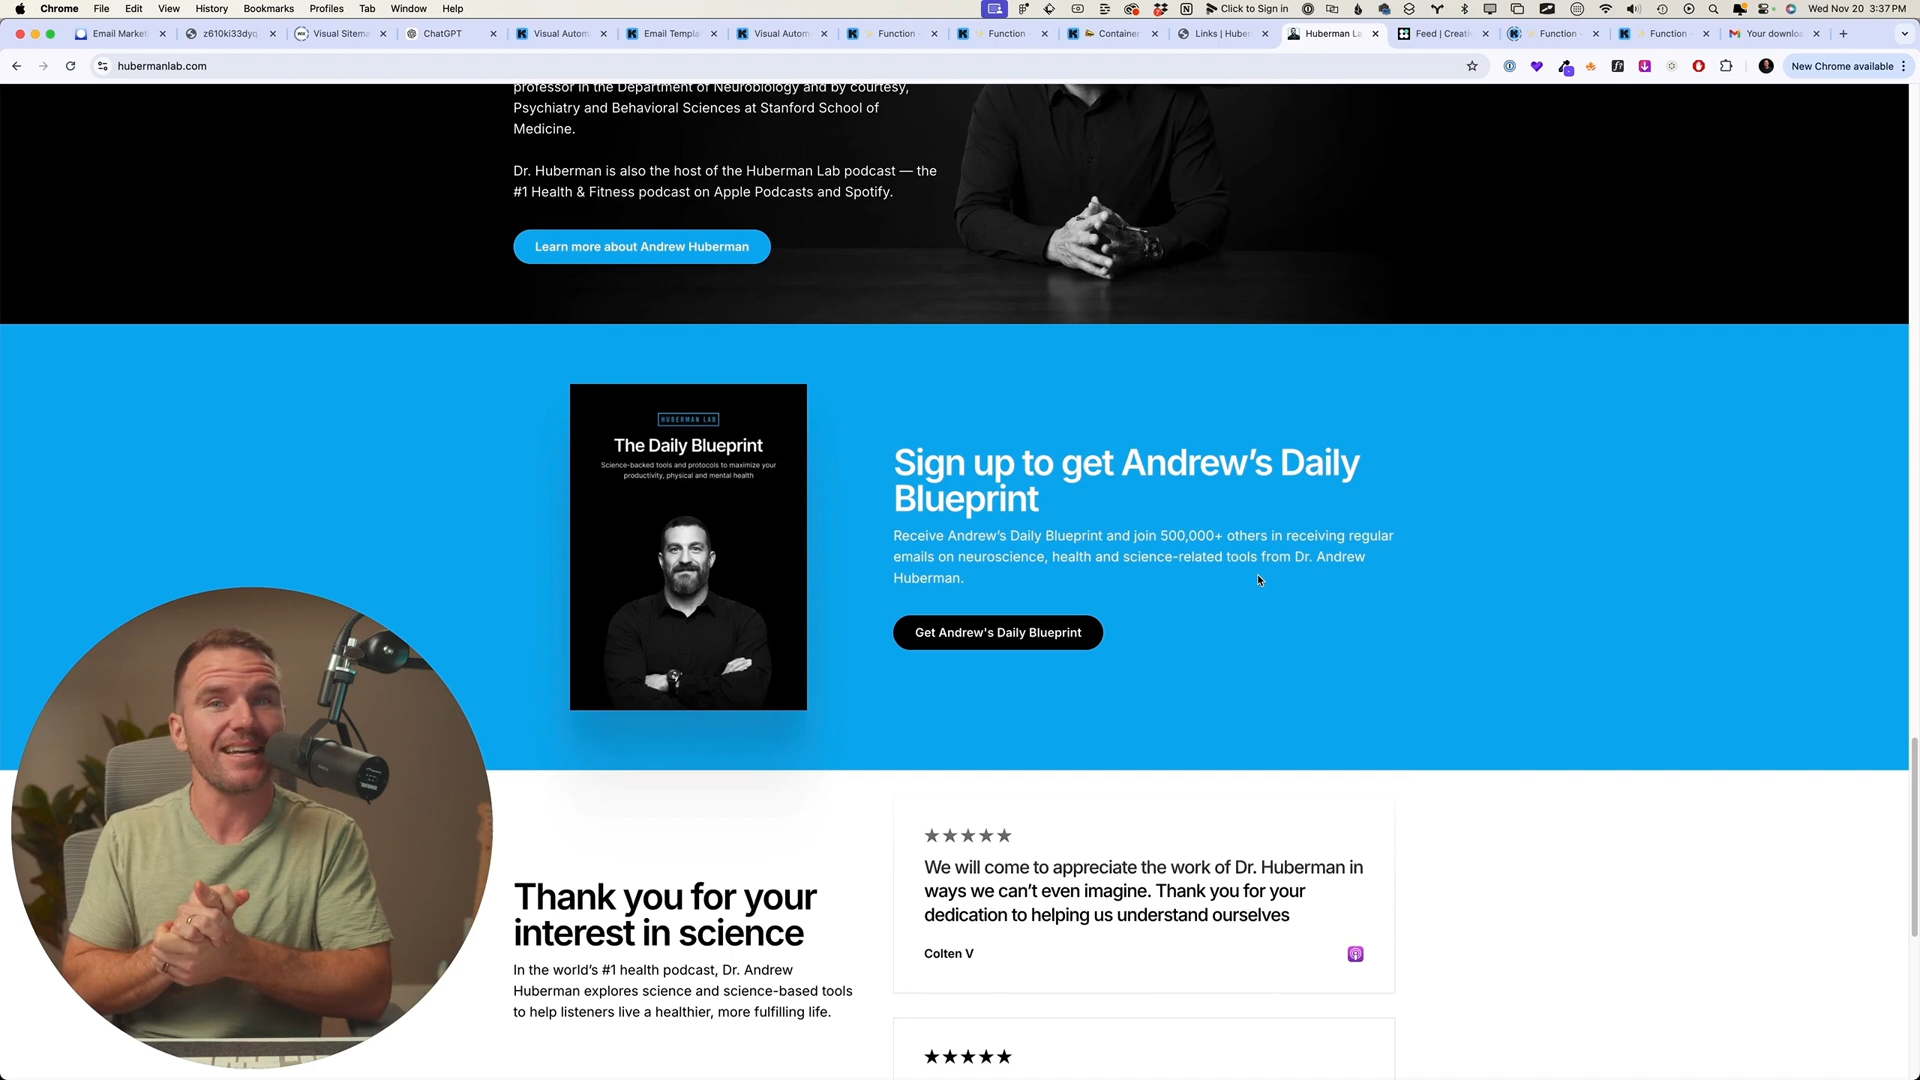 Chrome File Edit View History Bookmarks Profiles Tab Window Help Click to Sign in Wed Nov 20 3:37 PM
Email Marketi z610ki33dyq Visual Sitema ChatGPT Visual Autom Email Templa Visual Autom Function Function Container Links | Huber Huberman La Feed | Creati Function Function Your downloa
hubermanlab.com New Chrome available
professor in the Department of Neurobiology and by courtesy,
Psychiatry and Behavioral Sciences at Stanford School of
Medicine.
Dr. Huberman is also the host of the Huberman Lab podcast — the
#1 Health & Fitness podcast on Apple Podcasts and Spotify.
Learn more about Andrew Huberman
HUBERMAN LAB
The Daily Blueprint
Science-backed tools and protocols to maximize your
productivity, physical and mental health
Sign up to get Andrew’s Daily
Blueprint
Receive Andrew’s Daily Blueprint and join 500,000+ others in receiving regular
emails on neuroscience, health and science-related tools from Dr. Andrew
Huberman.
Get Andrew's Daily Blueprint
Thank you for your
interest in science
In the world’s #1 health podcast, Dr. Andrew
Huberman explores science and science-based tools
to help listeners live a healthier, more fulfilling life.
★★★★★
We will come to appreciate the work of Dr. Huberman in
ways we can’t even imagine. Thank you for your
dedication to helping us understand ourselves
Colten V
★★★★★